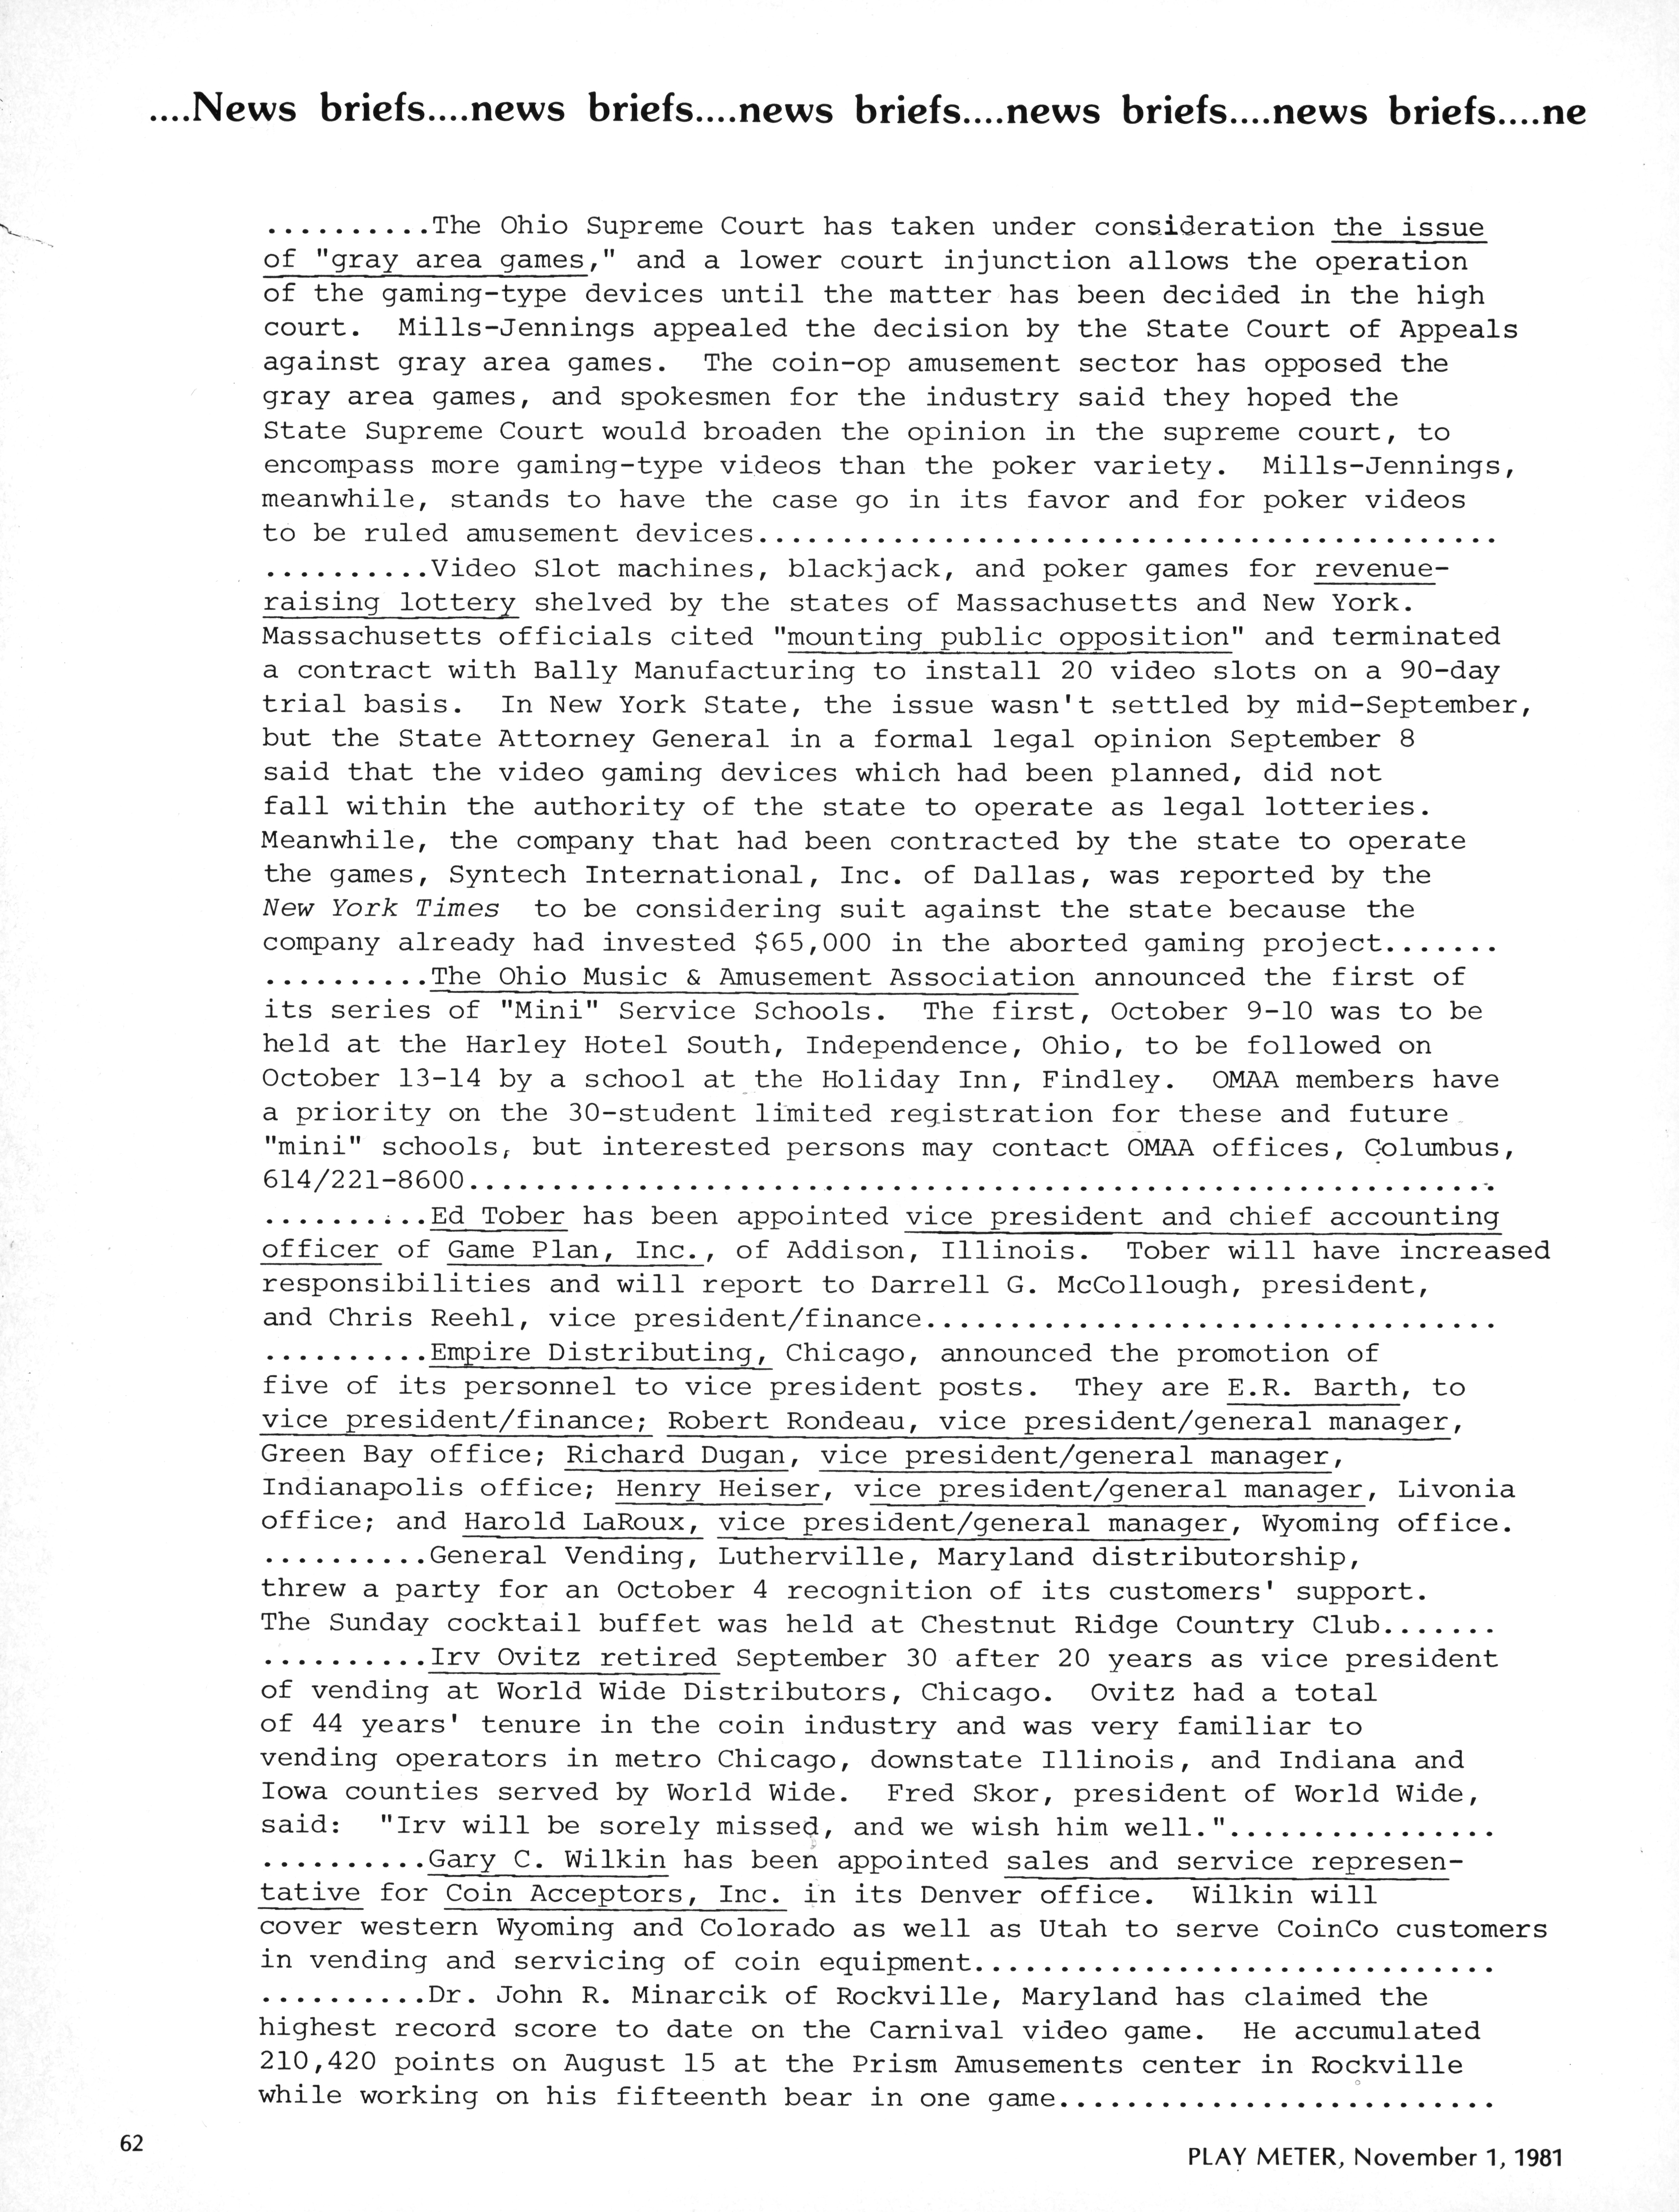 ....News briefs....news briefs....news briefs....news briefs....news briefs....ne
..........The Ohio Supreme Court has taken under consideration the issue
of "gray area games," and a lower court injunction allows the operation
of the gaming-type devices until the matter has been decided in the high
court. Mills-Jennings appealed the decision by the State Court of Appeals
against gray area games. The coin-op amusement sector has opposed the
gray area games, and spokesmen for the industry said they hoped the
State Supreme Court would broaden the opinion in the supreme court, to
encompass more gaming-type videos than the poker variety. Mills-Jennings,
meanwhile, stands to have the case go in its favor and for poker videos
to be ruled amusement devices............................................
..........Video Slot machines, blackjack, and poker games for revenue-
raising lottery shelved by the states of Massachusetts and New York.
Massachusetts officials cited "mounting public opposition" and terminated
a contract with Bally Manufacturing to install 20 video slots on a 90-day
trial basis. In New York State, the issue wasn't settled by mid-September,
but the State Attorney General in a formal legal opinion September 8
said that the video gaming devices which had been planned, did not
fall within the authority of the state to operate as legal lotteries.
Meanwhile, the company that had been contracted by the state to operate
the games, Syntech International, Inc. of Dallas, was reported by the
New York Times to be considering suit against the state because the
company already had invested $65,000 in the aborted gaming project.......
..........The Ohio Music & Amusement Association announced the first of
its series of "Mini" Service Schools. The first, October 9-10 was to be
held at the Harley Hotel South, Independence, Ohio, to be followed on
October 13-14 by a school at the Holiday Inn, Findley. OMAA members have
a priority on the 30-student limited registration for these and future
"mini" schools, but interested persons may contact OMAA offices, Columbus,
614/221-8600.............................................................
..........Ed Tober has been appointed vice president and chief accounting
officer of Game Plan, Inc., of Addison, Illinois. Tober will have increased
responsibilities and will report to Darrell G. McCollough, president,
and Chris Reehl, vice president/finance..................................
..........Empire Distributing, Chicago, announced the promotion of
five of its personnel to vice president posts. They are E.R. Barth, to
vice president/finance; Robert Rondeau, vice president/general manager,
Green Bay office; Richard Dugan, vice president/general manager,
Indianapolis office; Henry Heiser, vice president/general manager, Livonia
office; and Harold LaRoux, vice president/general manager, Wyoming office.
..........General Vending, Lutherville, Maryland distributorship,
threw a party for an October 4 recognition of its customers' support.
The Sunday cocktail buffet was held at Chestnut Ridge Country Club.......
..........Irv Ovitz retired September 30 after 20 years as vice president
of vending at World Wide Distributors, Chicago. Ovitz had a total
of 44 years' tenure in the coin industry and was very familiar to
vending operators in metro Chicago, downstate Illinois, and Indiana and
Iowa counties served by World Wide. Fred Skor, president of World Wide,
said: "Irv will be sorely missed, and we wish him well."................
..........Gary C. Wilkin has been appointed sales and service represen-
tative for Coin Acceptors, Inc. in its Denver office. Wilkin will
cover western Wyoming and Colorado as well as Utah to serve CoinCo customers
in vending and servicing of coin equipment...............................
..........Dr. John R. Minarcik of Rockville, Maryland has claimed the
highest record score to date on the Carnival video game. He accumulated
210,420 points on August 15 at the Prism Amusements center in Rockville
while working on his fifteenth bear in one game..........................
62
PLAY METER, November 1, 1981